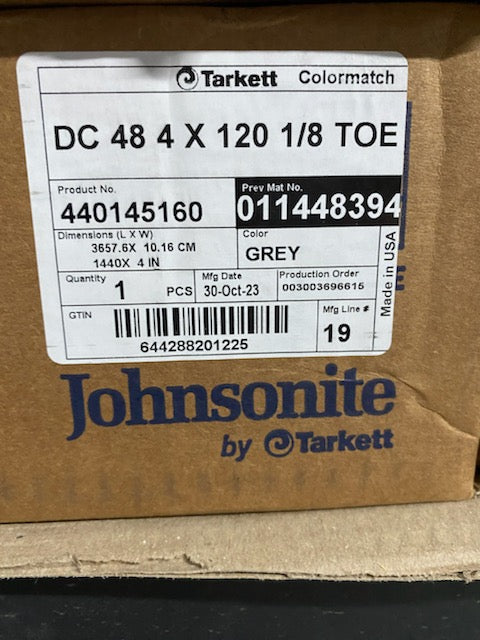 Tarkett Colormatch
DC 48 4 X 120 1/8 TOE
Product No.
440145160
Prev Mat No.
011448394
Dimensions (L X W)
3657.6X 10.16 CM
1440X 4 IN
Color
GREY
Quantity
1 PCS
Mfg Date
30-Oct-23
Production Order
003003696615
Made in USA
GTIN
644288201225
Mfg Line #
19
Johnsonite
by Tarkett